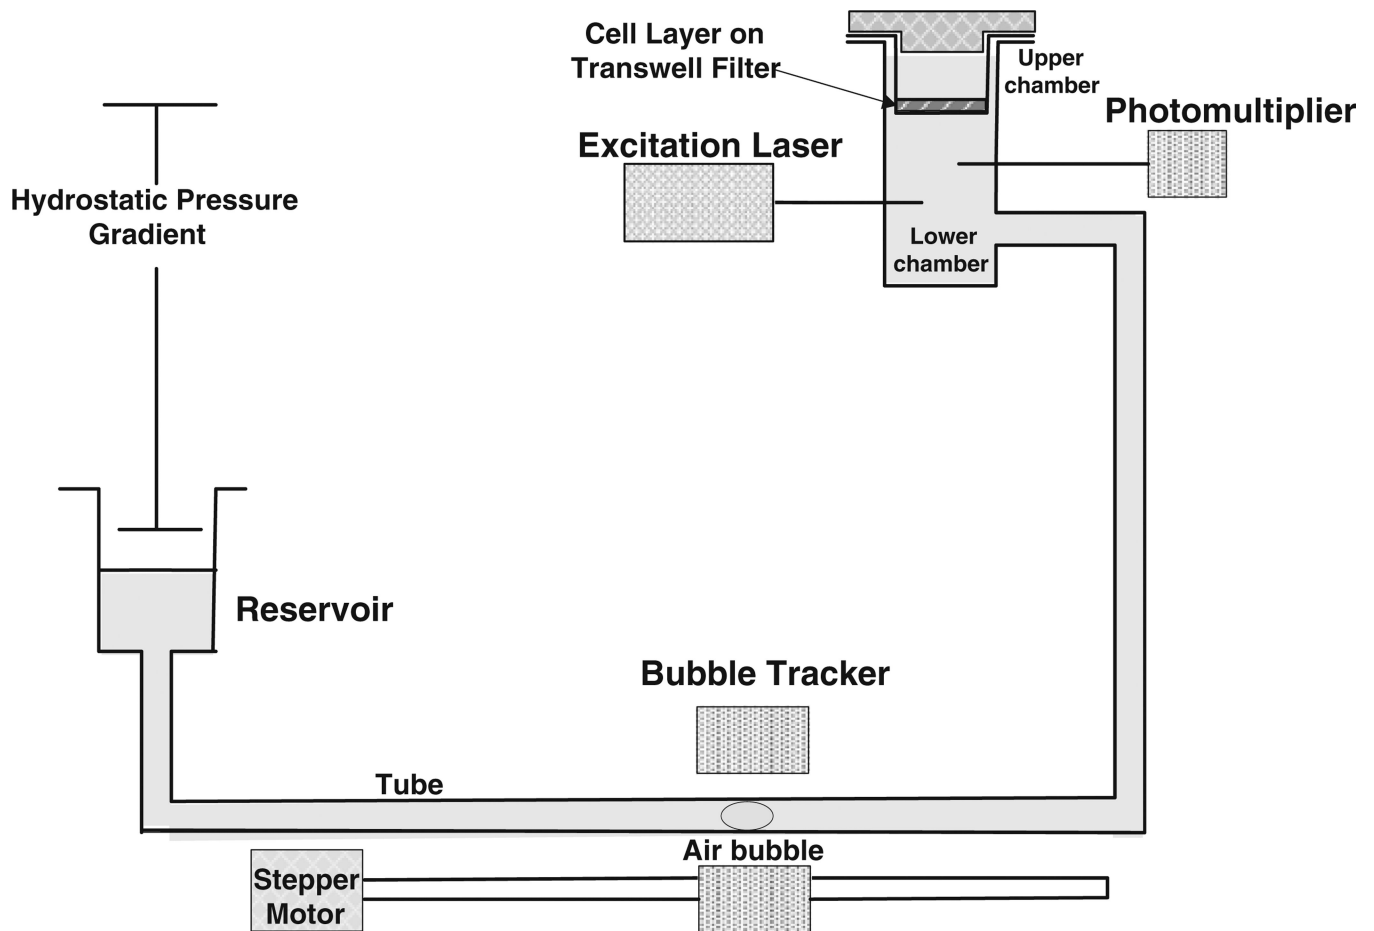 Cell Layer on
Transwell Filter
Upper
chamber
Photomultiplier
Excitation Laser
Hydrostatic Pressure
Gradient
Lower
chamber
Reservoir
Bubble Tracker
Tube
Air bubble
Stepper
Motor